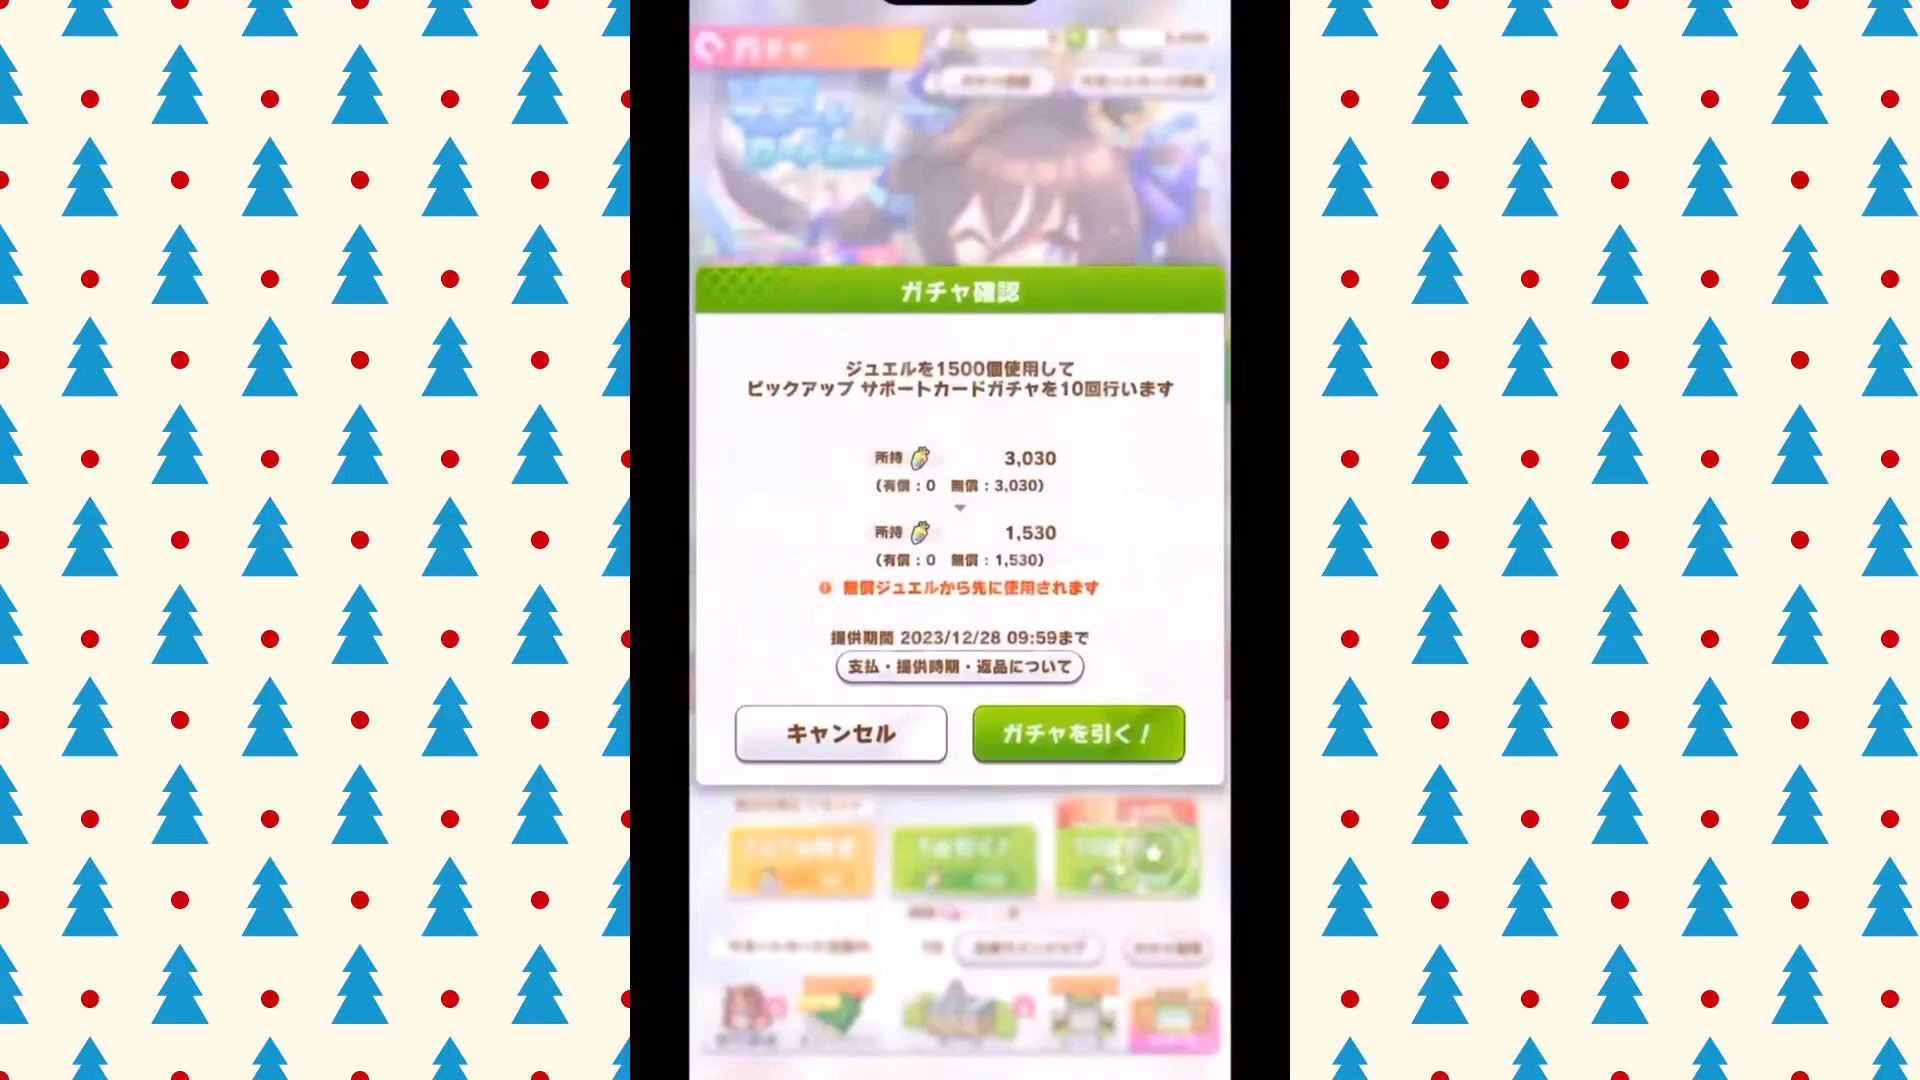 ガチャ
ガチャ確認
ジュエルを1500個使用して
ピックアップ サポートカードガチャを10回行います
所持 3,030
(有償：0 無償：3,030)
所持 1,530
(有償：0 無償：1,530)
無償ジュエルから先に使用されます
提供期間 2023/12/28 09:59まで
支払・提供時期・返品について
キャンセル
ガチャを引く！